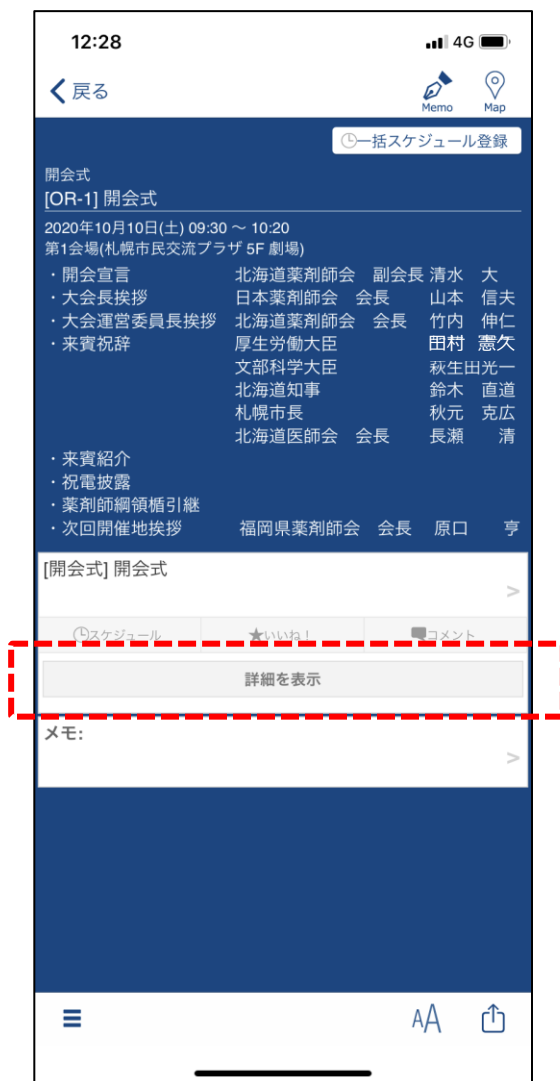 12:28 4G
戻る Memo Map
一括スケジュール登録
開会式
[OR-1] 開会式
2020年10月10日(土) 09:30 ～ 10:20
第1会場(札幌市民交流プラザ 5F 劇場)
・開会宣言 北海道薬剤師会 副会長 清水 大
・大会長挨拶 日本薬剤師会 会長 山本 信夫
・大会運営委員長挨拶 北海道薬剤師会 会長 竹内 伸仁
・来賓祝辞 厚生労働大臣 田村 憲久
文部科学大臣 萩生田光一
北海道知事 鈴木 直道
札幌市長 秋元 克広
北海道医師会 会長 長瀬 清
・来賓紹介
・祝電披露
・薬剤師綱領楯引継
・次回開催地挨拶 福岡県薬剤師会 会長 原口 亨
[開会式] 開会式
>
スケジュール ★いいね！ コメント
詳細を表示
メモ:
>
AA